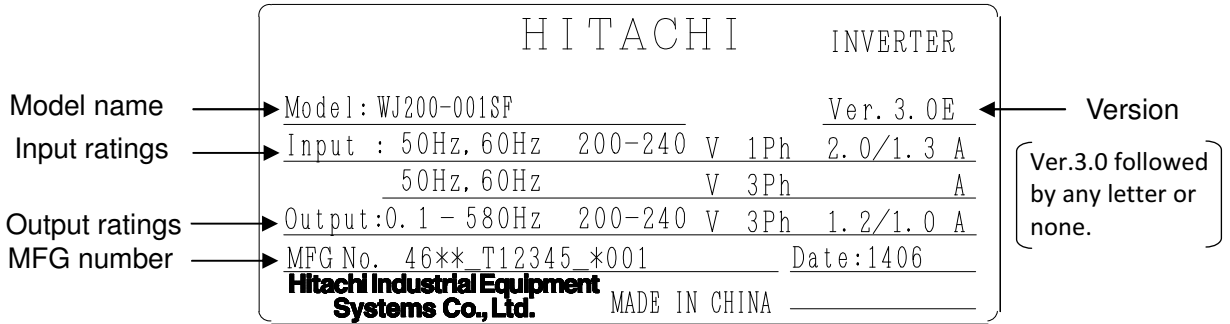 HITACHI INVERTER
Model name Model: WJ200-001SF Ver. 3. 0E Version
Input ratings Input : 50Hz, 60Hz 200-240 V 1Ph 2. 0/1. 3 A
50Hz, 60Hz V 3Ph A
Output ratings Output:0. 1 - 580Hz 200-240 V 3Ph 1. 2/1. 0 A
MFG number MFG No. 46**_T12345_*001 Date:1406
Hitachi Industrial Equipment
Systems Co., Ltd. MADE IN CHINA
Ver.3.0 followed
by any letter or
none.